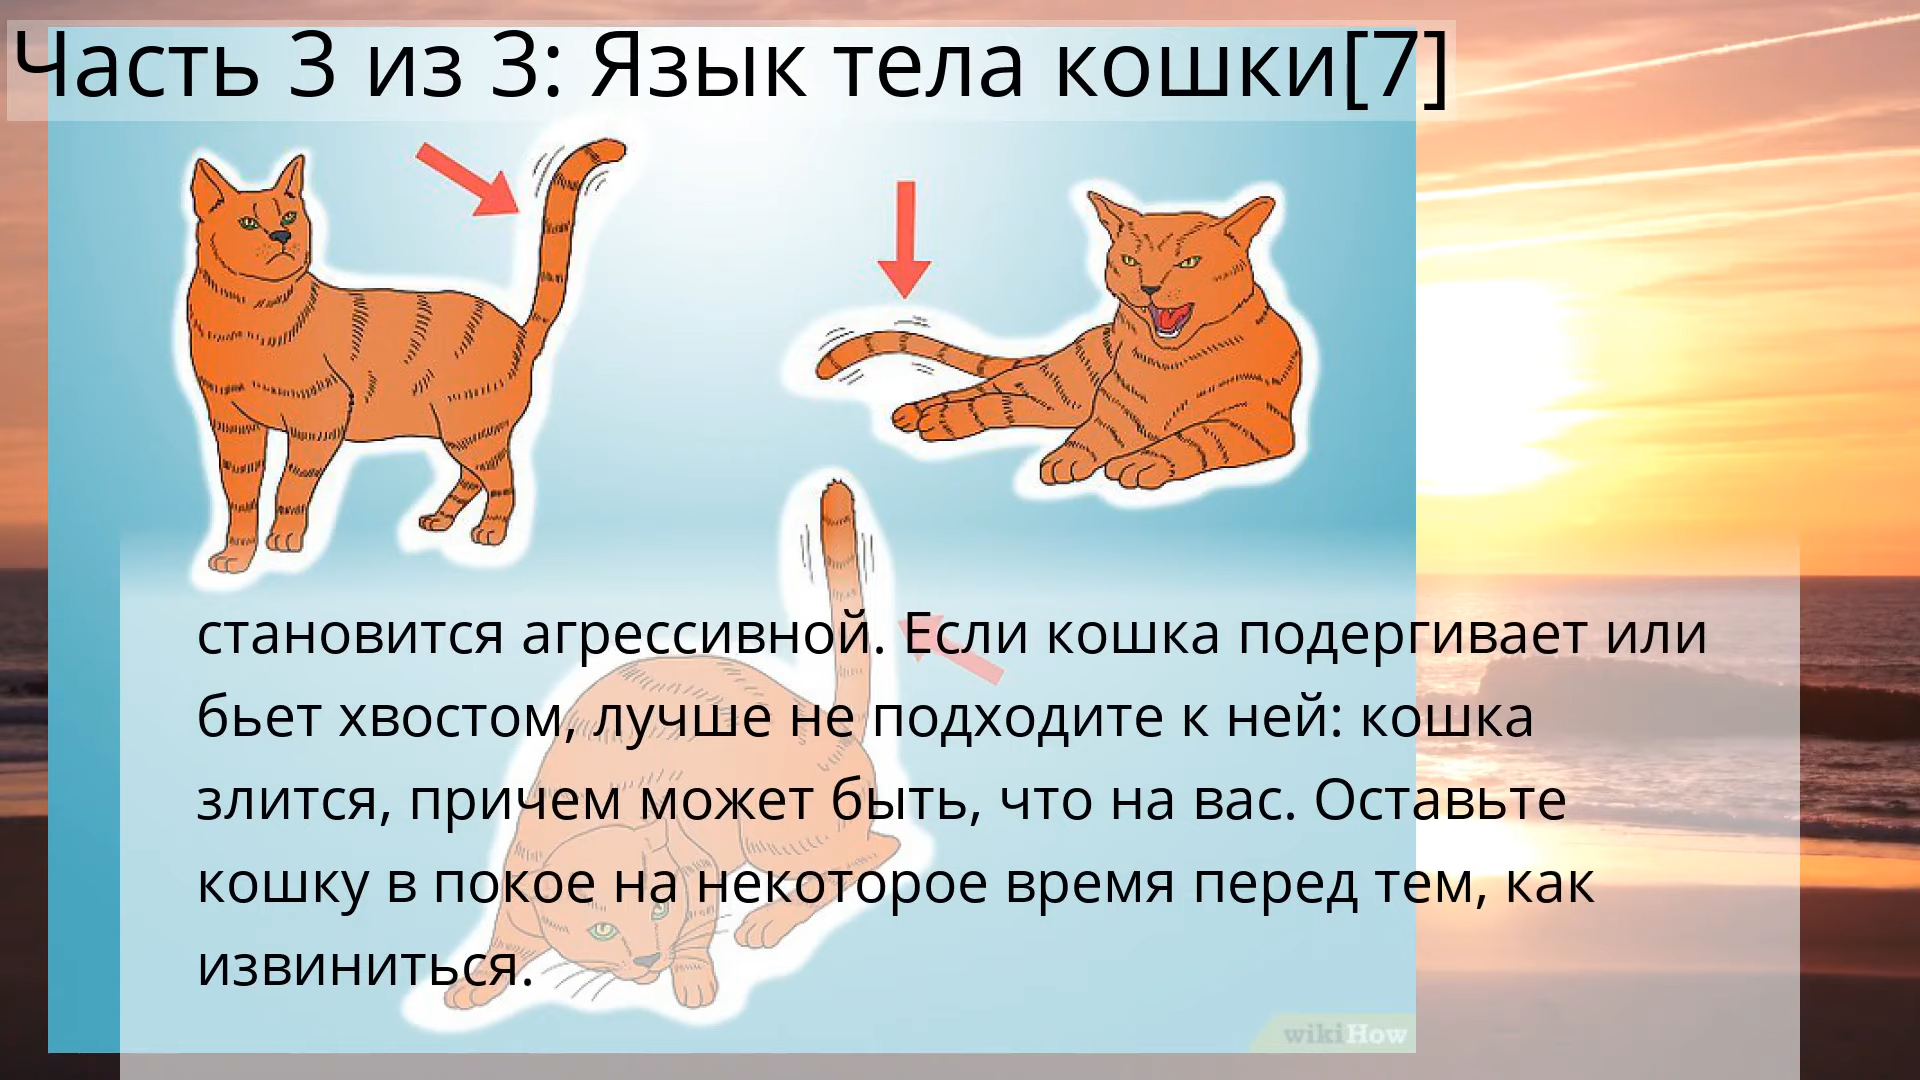 Часть 3 из 3: Язык тела кошки[7]
становится агрессивной. Если кошка подергивает или
бьет хвостом, лучше не подходите к ней: кошка
злится, причем может быть, что на вас. Оставьте
кошку в покое на некоторое время перед тем, как
извиниться.
wikiHow